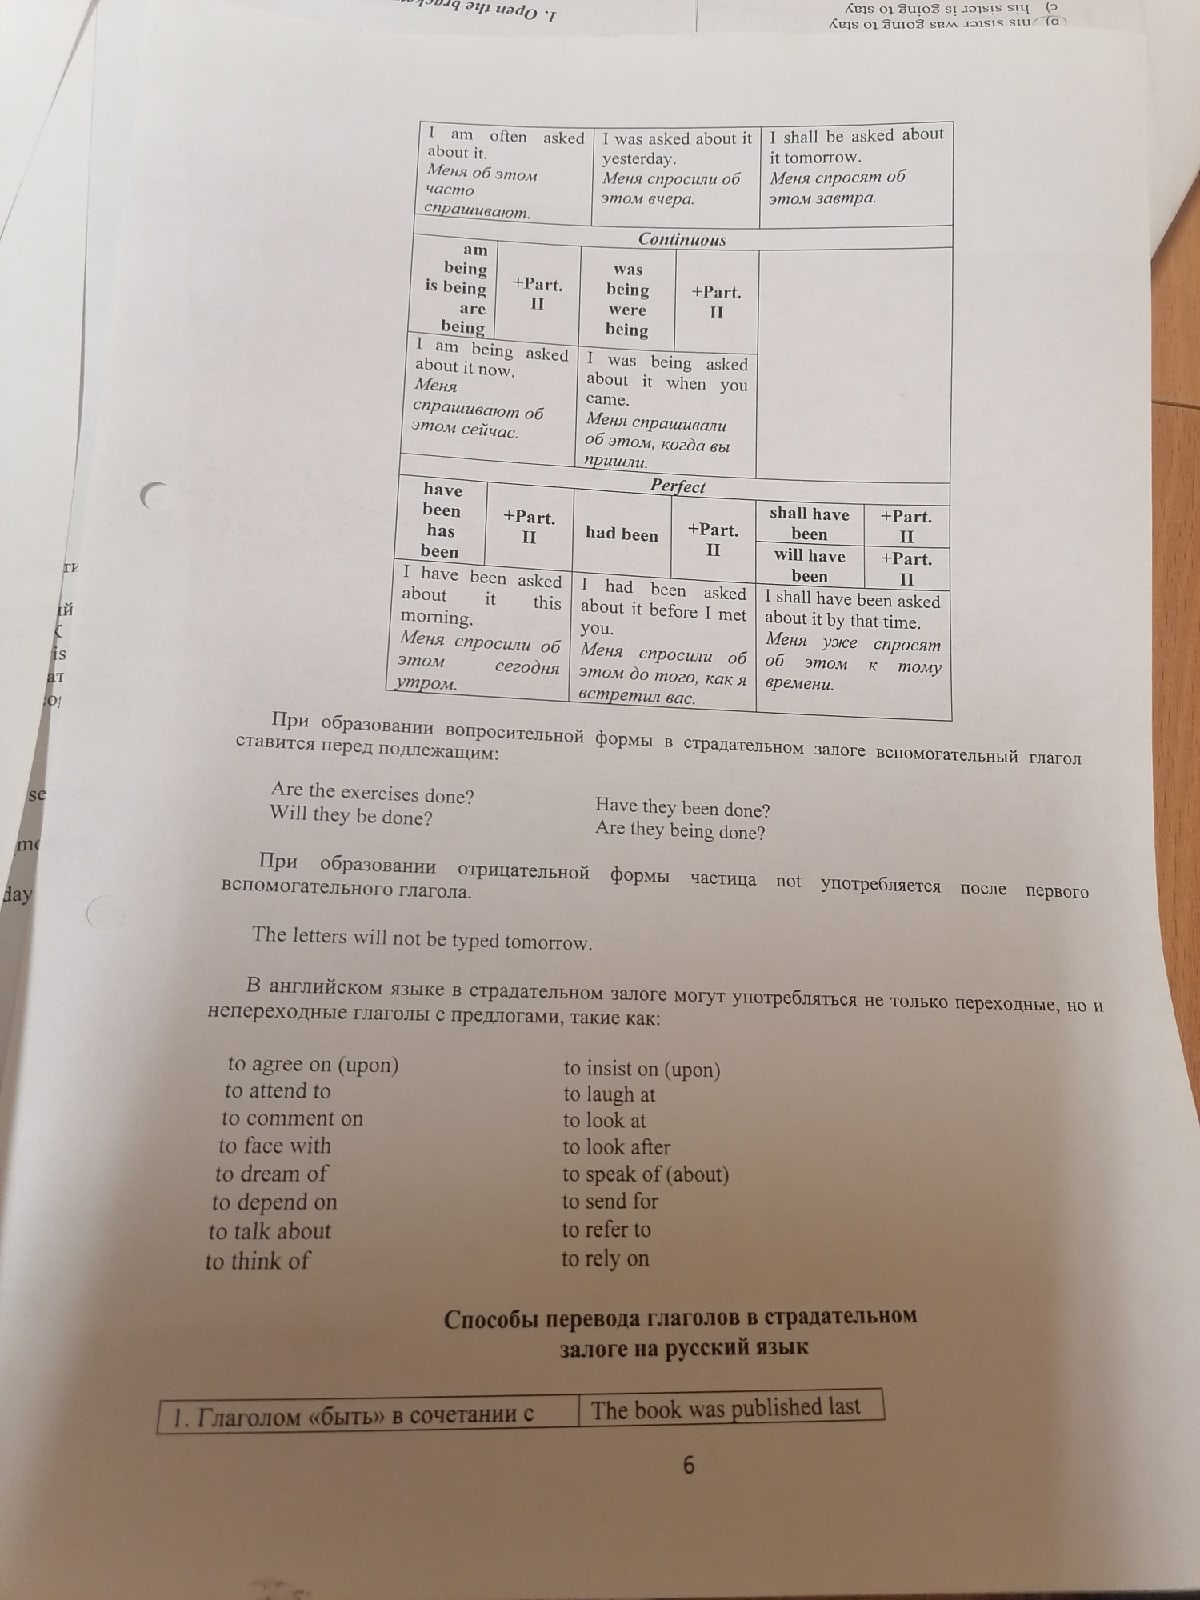 1. Open the
c) his sister is going to stay
his sister was going to stay
I am often asked
about it.
Меня об этом
часто
спрашивают.
I was asked about it
yesterday.
Меня спросили об
этом вчера.
I shall be asked about
it tomorrow.
Меня спросят об
этом завтра.
Continuous
am
being
is being
are
being
+Part.
II
was
being
were
being
+Part.
II
I am being asked
about it now.
Меня
спрашивают об
этом сейчас.
I was being asked
about it when you
came.
Меня спрашивали
об этом, когда вы
пришли.
Perfect
have
been
has
been
+Part.
II
had been
+Part.
II
shall have
been
+Part.
II
will have
been
+Part.
II
I have been asked
about it this
morning.
Меня спросили об
этом сегодня
утром.
I had been asked
about it before I met
you.
Меня спросили об
этом до того, как я
встретил вас.
I shall have been asked
about it by that time.
Меня уже спросят
об этом к тому
времени.
При образовании вопросительной формы в страдательном залоге вспомогательный глагол
ставится перед подлежащим:
Are the exercises done?
Will they be done?
Have they been done?
Are they being done?
При образовании отрицательной формы частица not употребляется после первого
вспомогательного глагола.
The letters will not be typed tomorrow.
В английском языке в страдательном залоге могут употребляться не только переходные, но и
непереходные глаголы с предлогами, такие как:
to agree on (upon)
to attend to
to comment on
to face with
to dream of
to depend on
to talk about
to think of
to insist on (upon)
to laugh at
to look at
to look after
to speak of (about)
to send for
to refer to
to rely on
Способы перевода глаголов в страдательном
залоге на русский язык
1. Глаголом «быть» в сочетании с
The book was published last
6